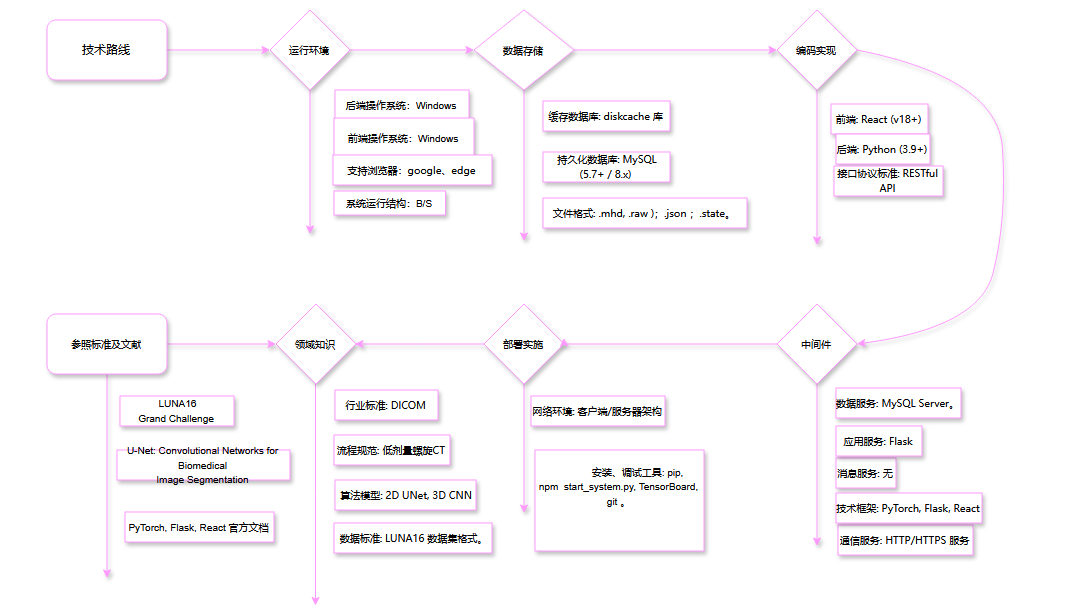 技术路线
运行环境
后端操作系统：Windows
前端操作系统：Windows
支持浏览器：google、edge
系统运行结构：B/S
数据存储
缓存数据库: diskcache 库
持久化数据库: MySQL
(5.7+ / 8.x)
文件格式: .mhd, .raw )； .json； .state。
编码实现
前端: React (v18+)
后端: Python (3.9+)
接口协议标准: RESTful
API
参照标准及文献
LUNA16
Grand Challenge
U-Net: Convolutional Networks for
Biomedical
Image Segmentation
PyTorch, Flask, React 官方文档
领域知识
行业标准: DICOM
流程规范: 低剂量螺旋CT
算法模型: 2D UNet, 3D CNN
数据标准: LUNA16 数据集格式。
部署实施
网络环境: 客户端/服务器架构
安装、调试工具: pip,
npm start_system.py, TensorBoard,
git 。
中间件
数据服务: MySQL Server。
应用服务: Flask
消息服务: 无
技术框架: PyTorch, Flask, React
通信服务: HTTP/HTTPS 服务